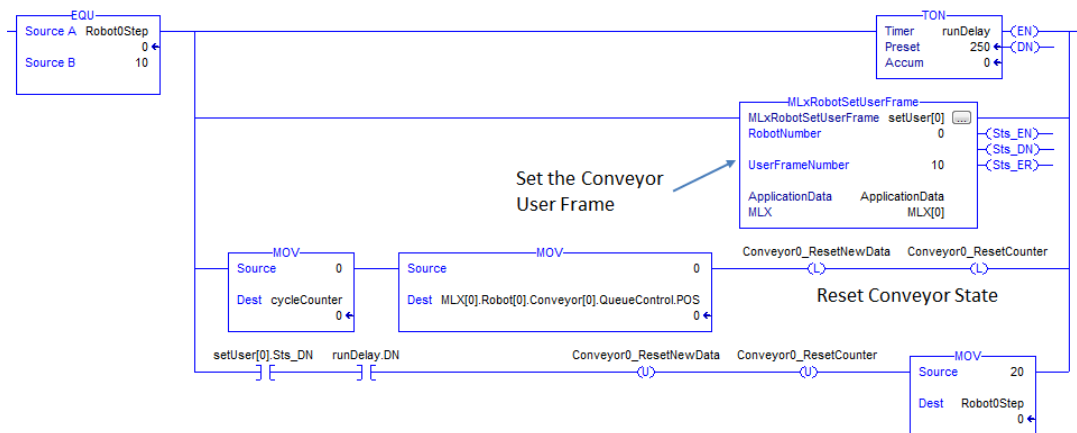 EQU
Source A Robot0Step
0
Source B 10
TON
Timer runDelay
Preset 250
Accum 0
(EN)
(DN)
MLxRobotSetUserFrame
MLxRobotSetUserFrame setUser[0] ...
RobotNumber 0
UserFrameNumber 10
ApplicationData ApplicationData
MLX MLX[0]
(Sts_EN)
(Sts_DN)
(Sts_ER)
Set the Conveyor
User Frame
MOV
Source 0
Dest cycleCounter
0
MOV
Source 0
Dest MLX[0].Robot[0].Conveyor[0].QueueControl.POS
0
Conveyor0_ResetNewData Conveyor0_ResetCounter
(L) (L)
Reset Conveyor State
setUser[0].Sts_DN runDelay.DN Conveyor0_ResetNewData Conveyor0_ResetCounter
(U) (U)
MOV
Source 20
Dest Robot0Step
0